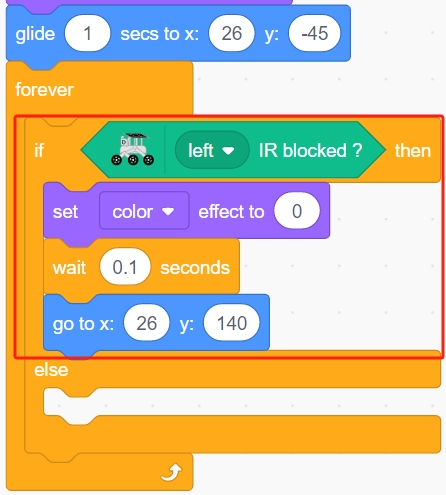 glide 1 secs to x: 26 y: -45
forever
if left IR blocked ? then
set color effect to 0
wait 0.1 seconds
go to x: 26 y: 140
else